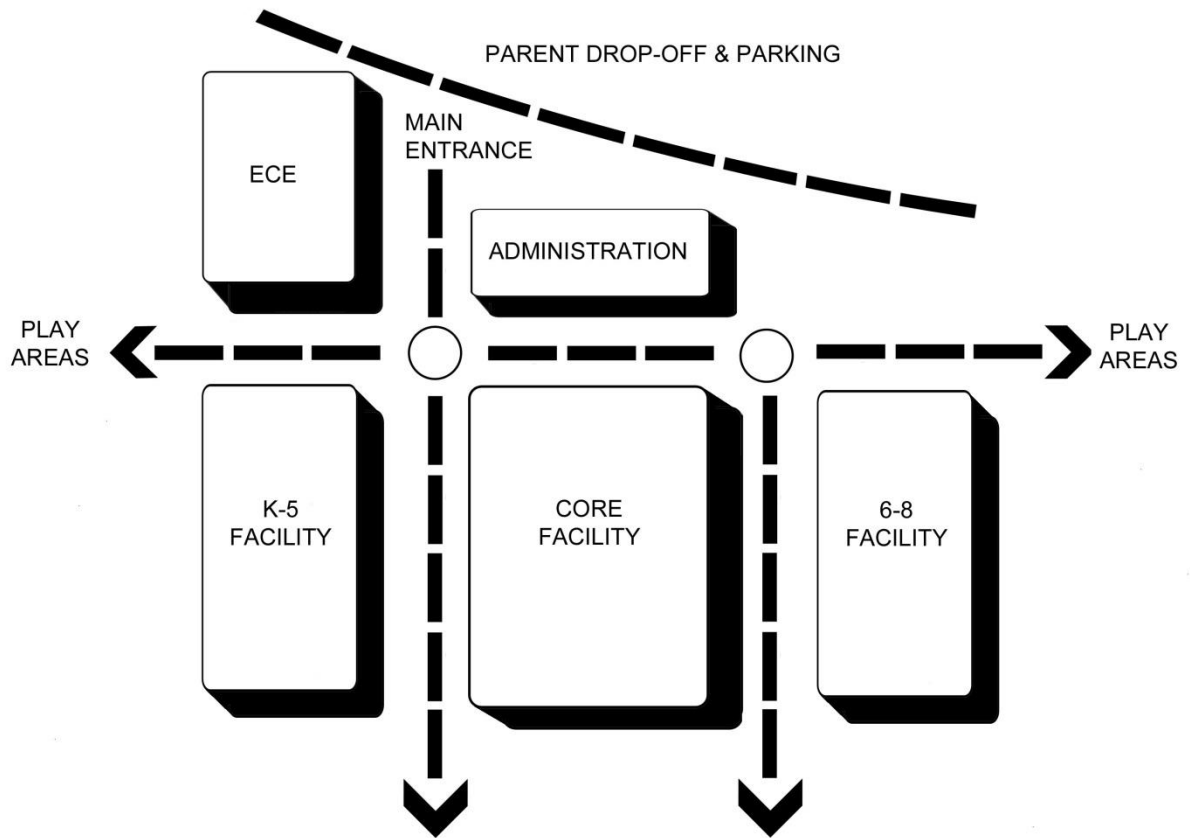 PARENT DROP-OFF & PARKING
MAIN
ENTRANCE
ECE
ADMINISTRATION
PLAY
AREAS
PLAY
AREAS
K-5
FACILITY
CORE
FACILITY
6-8
FACILITY